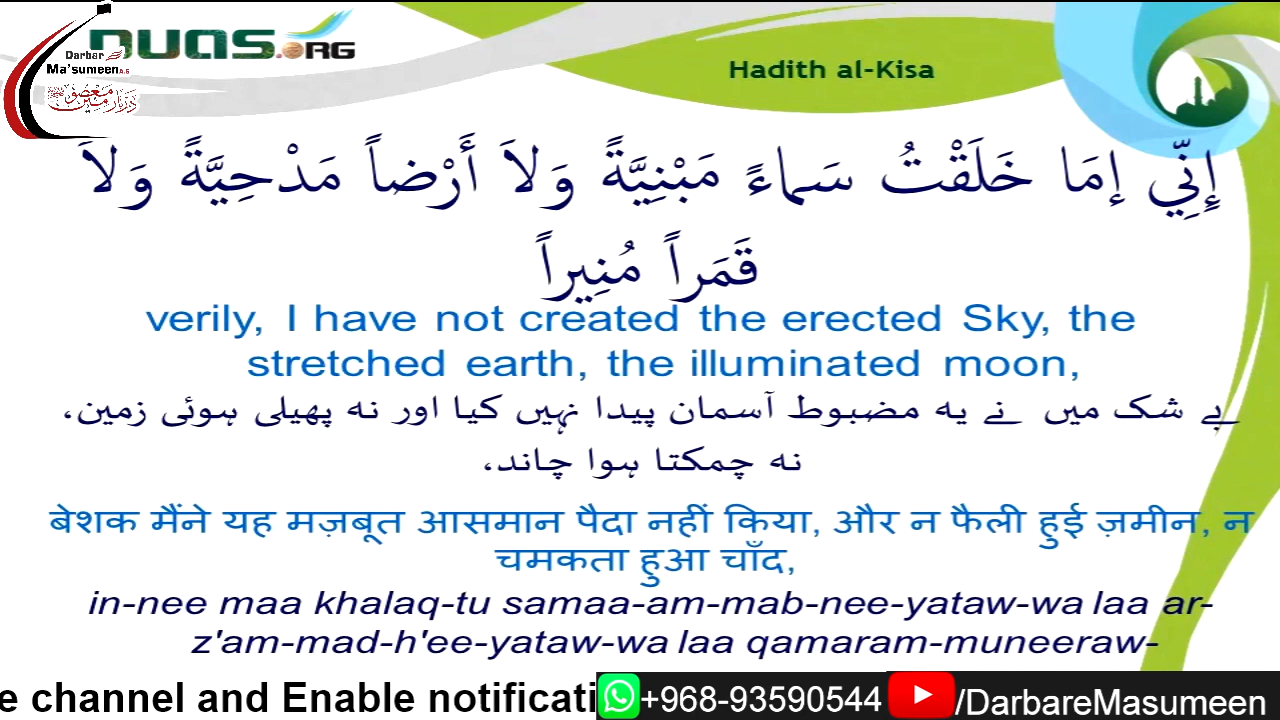 DUAS.ORG
Darbar
Ma'sumeen A.S
دربار معصومین
Hadith al-Kisa
إِنِّي إمَا خَلَقْتُ سَماءً مَبْنِيَّةً وَلاَ أَرْضاً مَدْحِيَّةً وَلاَ
قَمَراً مُنِيراً
verily, I have not created the erected Sky, the
stretched earth, the illuminated moon,
بے شک میں نے یہ مضبوط آسمان پیدا نہیں کیا اور نہ پھیلی ہوئی زمین،
نہ چمکتا ہوا چاند،
बेशक मैंने यह मज़बूत आसमान पैदा नहीं किया, और न फैली हुई ज़मीन, न
चमकता हुआ चाँद,
in-nee maa khalaq-tu samaa-am-mab-nee-yataw-wa laa ar-
z'am-mad-h'ee-yataw-wa laa qamaram-muneeraw-
e channel and Enable notificati
+968-93590544
/DarbareMasumeen